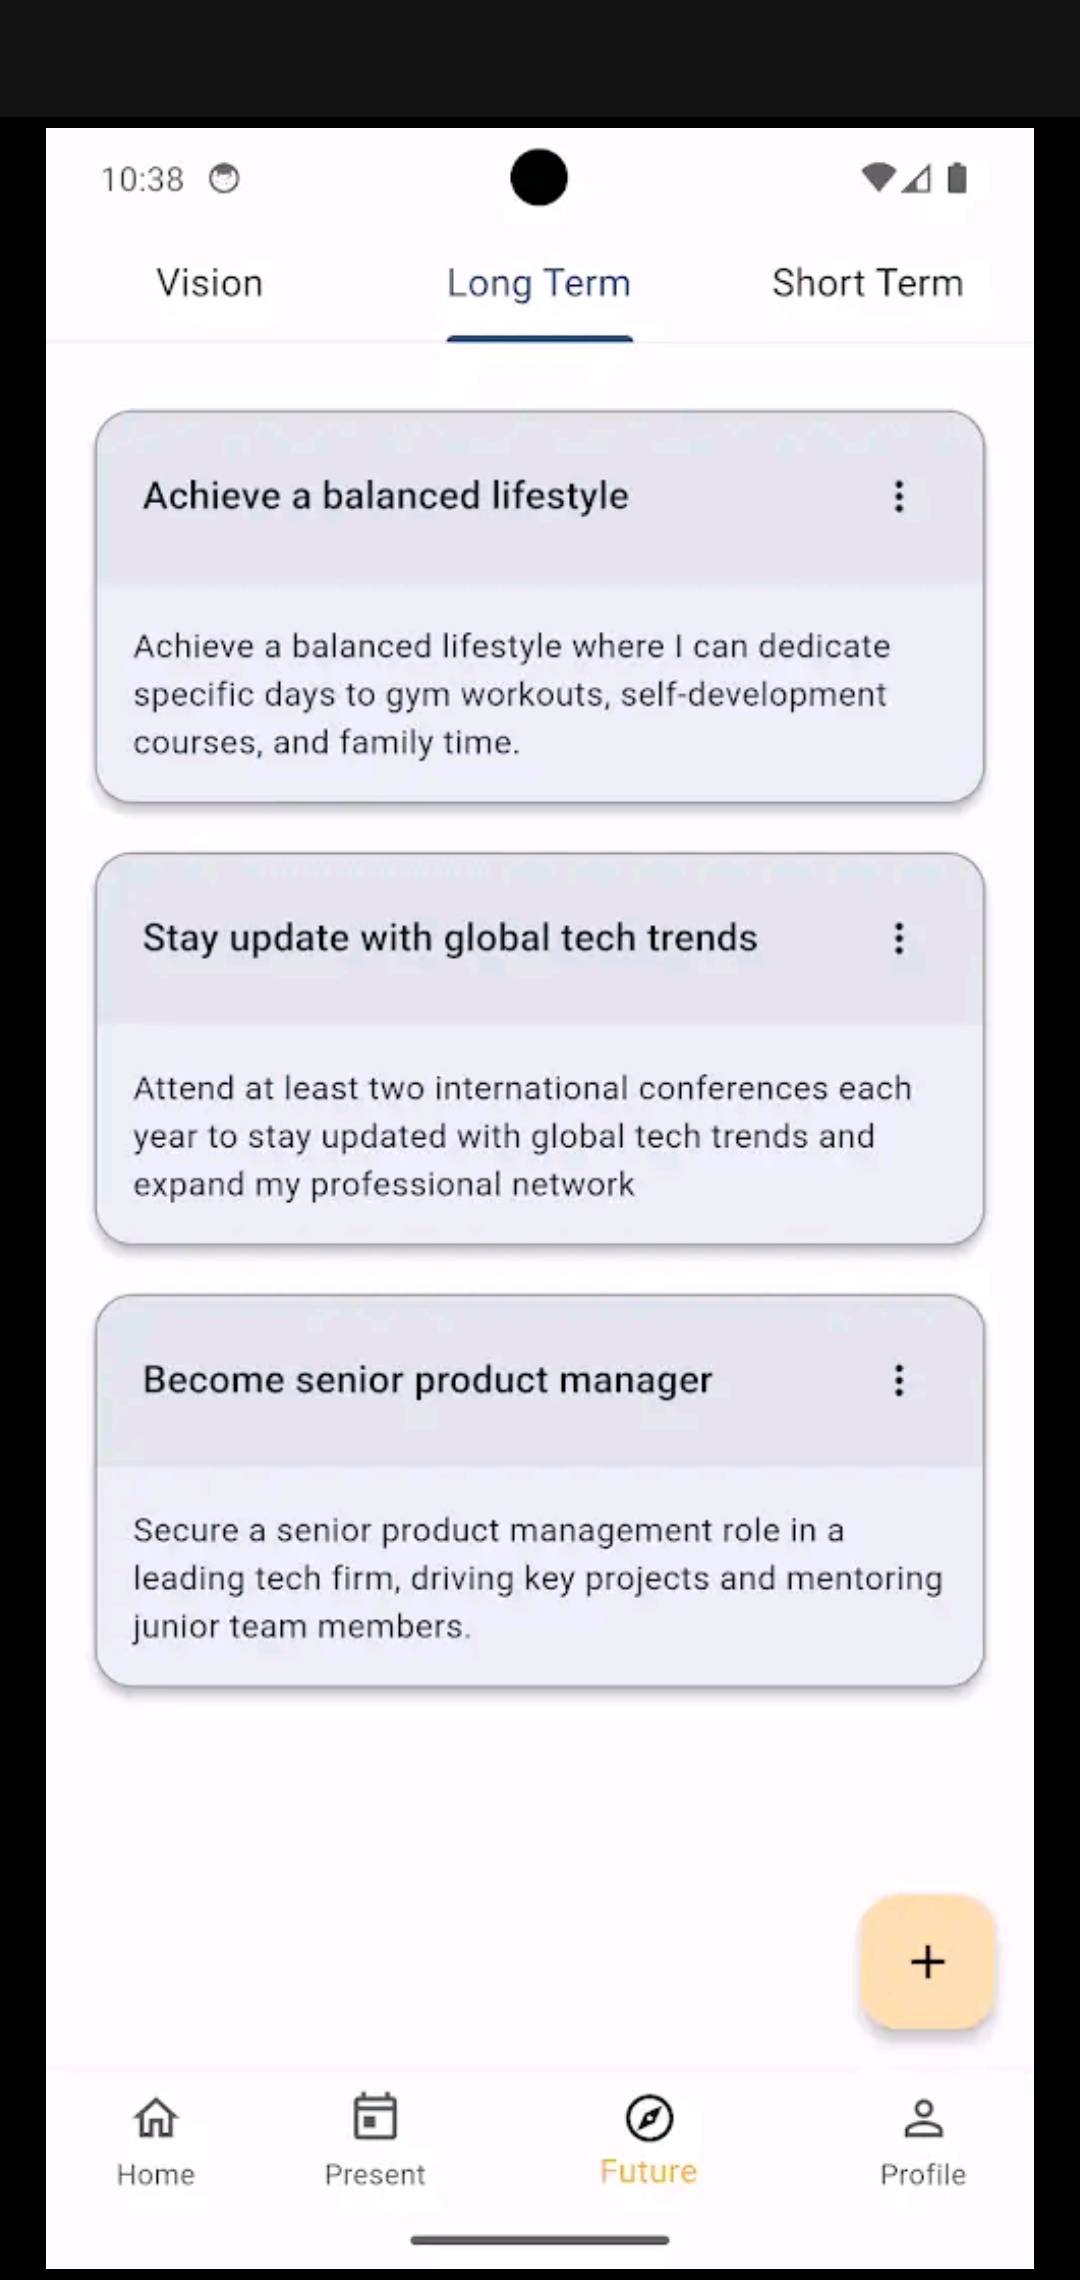 10:38
Vision Long Term Short Term
Achieve a balanced lifestyle
Achieve a balanced lifestyle where I can dedicate
specific days to gym workouts, self-development
courses, and family time.
Stay update with global tech trends
Attend at least two international conferences each
year to stay updated with global tech trends and
expand my professional network
Become senior product manager
Secure a senior product management role in a
leading tech firm, driving key projects and mentoring
junior team members.
+
Home Present Future Profile